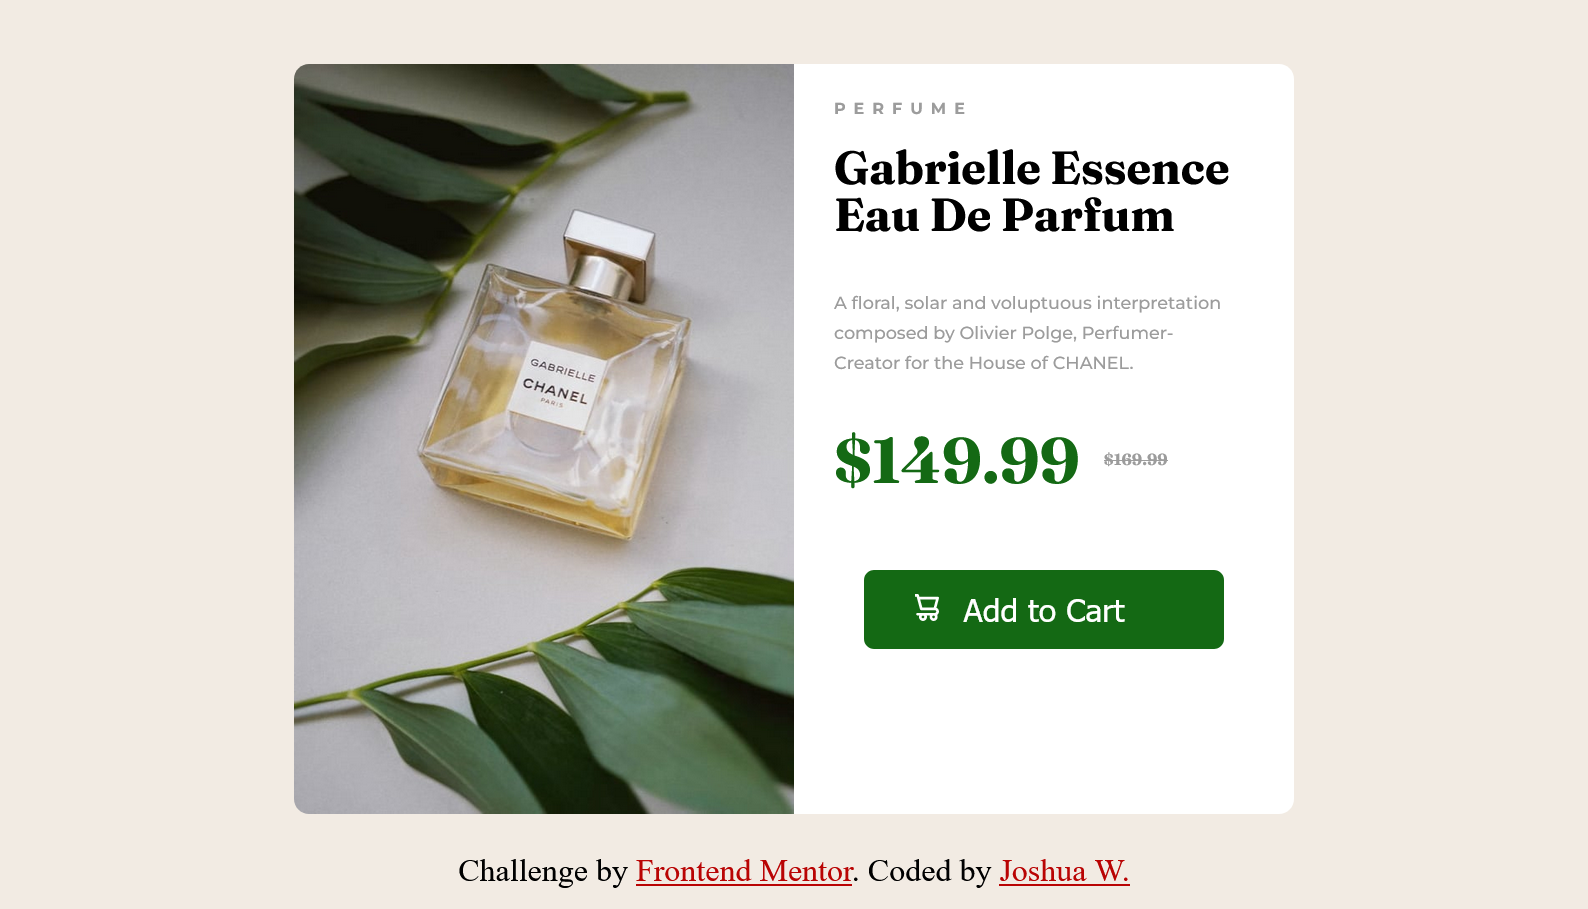 PERFUME
Gabrielle Essence
Eau De Parfum
A floral, solar and voluptuous interpretation
composed by Olivier Polge, Perfumer-
Creator for the House of CHANEL.
GABRIELLE
CHANEL
PARIS
$149.99 $169.99
Add to Cart
Challenge by Frontend Mentor. Coded by Joshua W.